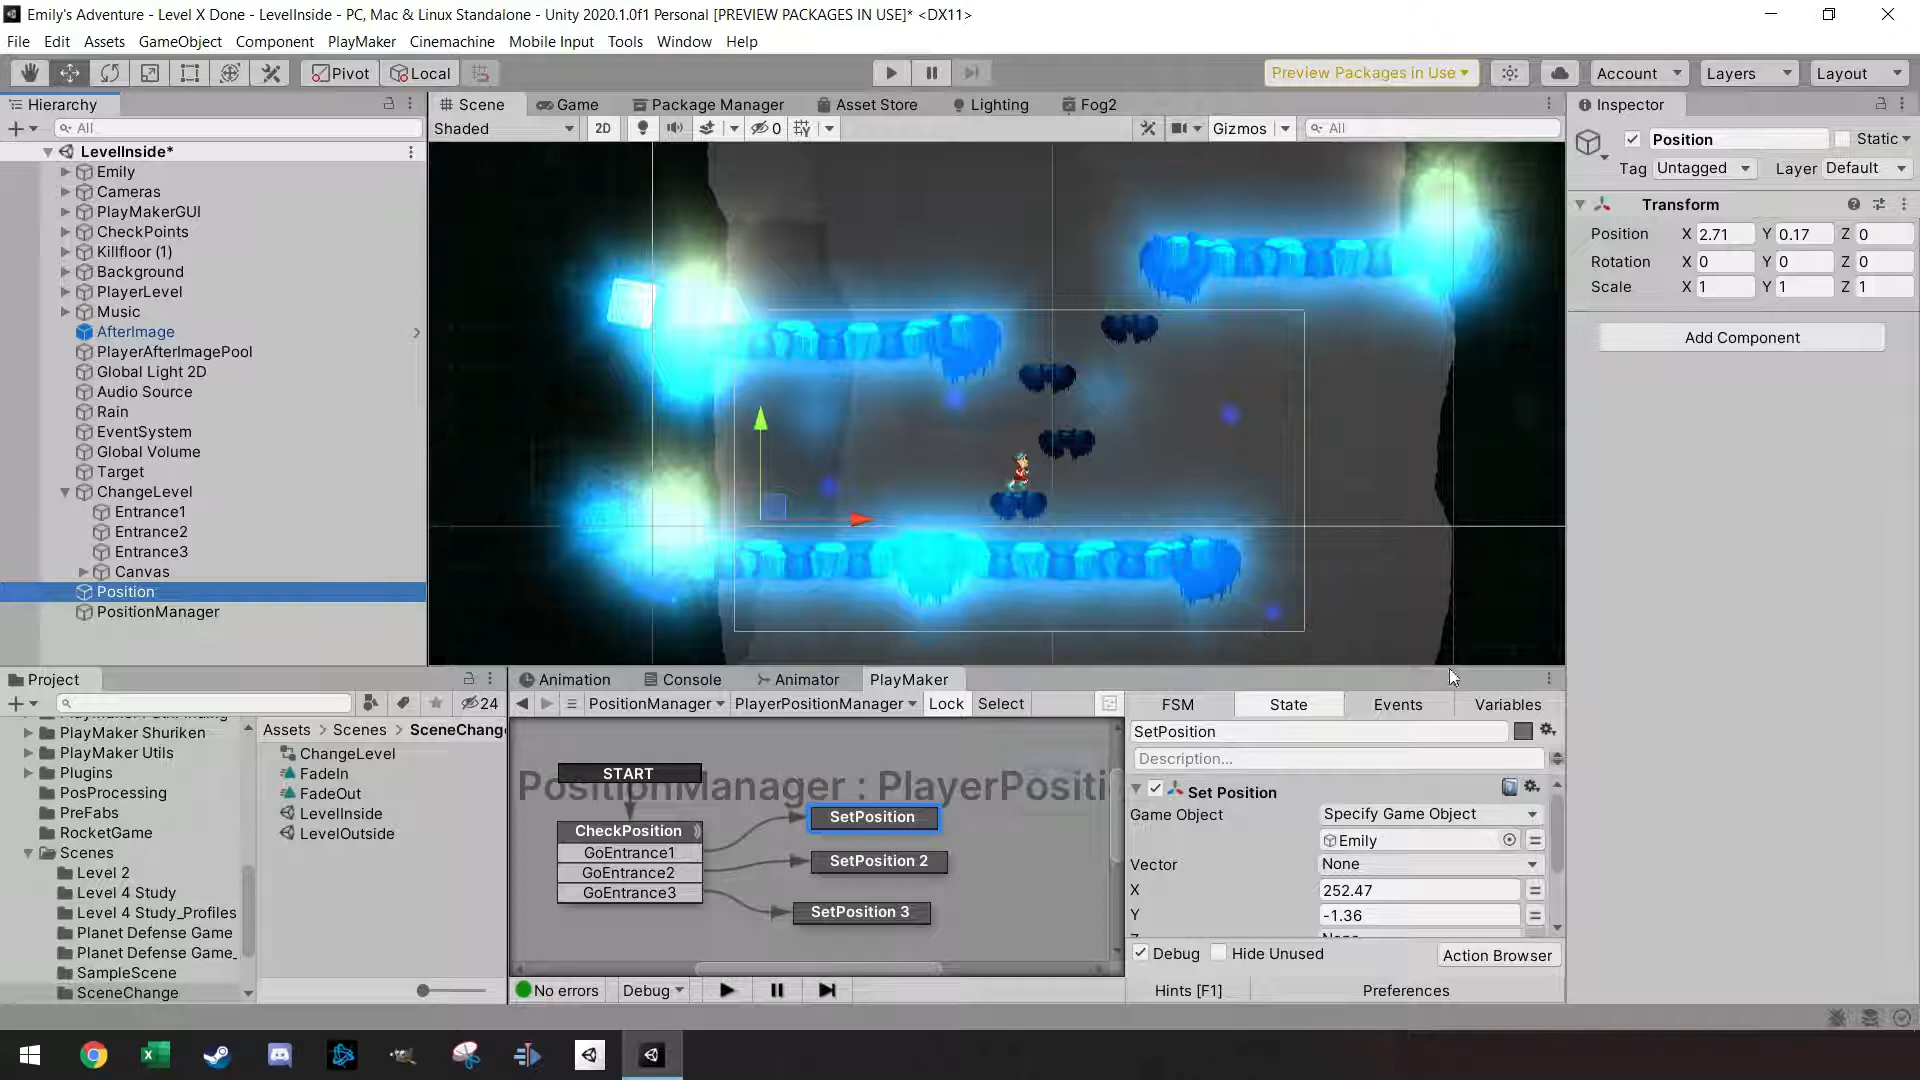 Emily's Adventure - Level X Done - LevelInside - PC, Mac & Linux Standalone - Unity 2020.1.0f1 Personal [PREVIEW PACKAGES IN USE]* <DX11>
File Edit Assets GameObject Component PlayMaker Cinemachine Mobile Input Tools Window Help
Pivot Local Preview Packages in Use Account Layers Layout
Hierarchy
All
LevelInside*
Emily
Cameras
PlayMakerGUI
CheckPoints
Killfloor (1)
Background
PlayerLevel
Music
AfterImage
PlayerAfterImagePool
Global Light 2D
Audio Source
Rain
EventSystem
Global Volume
Target
ChangeLevel
Entrance1
Entrance2
Entrance3
Canvas
Position
PositionManager
Scene Game Package Manager Asset Store Lighting Fog2
Shaded 2D 0 Gizmos All
Inspector
Position Static
Tag Untagged Layer Default
Transform
Position X 2.71 Y 0.17 Z 0
Rotation X 0 Y 0 Z 0
Scale X 1 Y 1 Z 1
Add Component
Project
24
PlayMaker Shuriken
PlayMaker Utils
Plugins
PosProcessing
PreFabs
RocketGame
Scenes
Level 2
Level 4 Study
Level 4 Study_Profiles
Planet Defense Game
Planet Defense Game_
SampleScene
SceneChange
Assets Scenes SceneChang
ChangeLevel
FadeIn
FadeOut
LevelInside
LevelOutside
Animation Console Animator PlayMaker
PositionManager PlayerPositionManager Lock Select
PositionManager : PlayerPositi
START
CheckPosition
GoEntrance1
GoEntrance2
GoEntrance3
SetPosition
SetPosition 2
SetPosition 3
No errors Debug
FSM State Events Variables
SetPosition
Description...
Set Position
Game Object Specify Game Object
Emily
Vector None
X 252.47
Y -1.36
Debug Hide Unused Action Browser
Hints [F1] Preferences